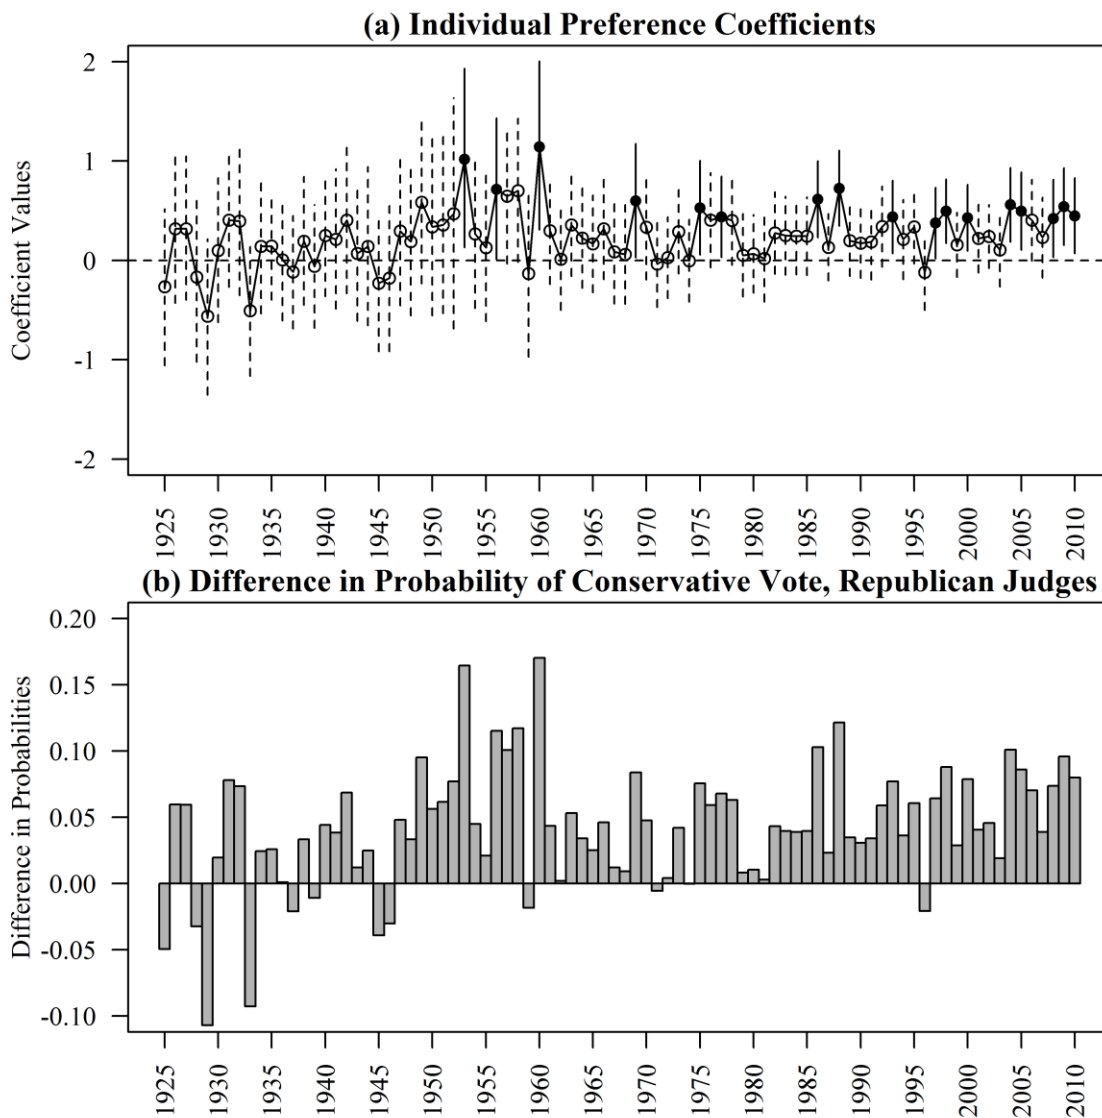 (a) Individual Preference Coefficients
Coefficient Values
2
1
0
-1
-2
1925 1930 1935 1940 1945 1950 1955 1960 1965 1970 1975 1980 1985 1990 1995 2000 2005 2010
(b) Difference in Probability of Conservative Vote, Republican Judges
Difference in Probabilities
0.20
0.15
0.10
0.05
0.00
-0.05
-0.10
1925 1930 1935 1940 1945 1950 1955 1960 1965 1970 1975 1980 1985 1990 1995 2000 2005 2010